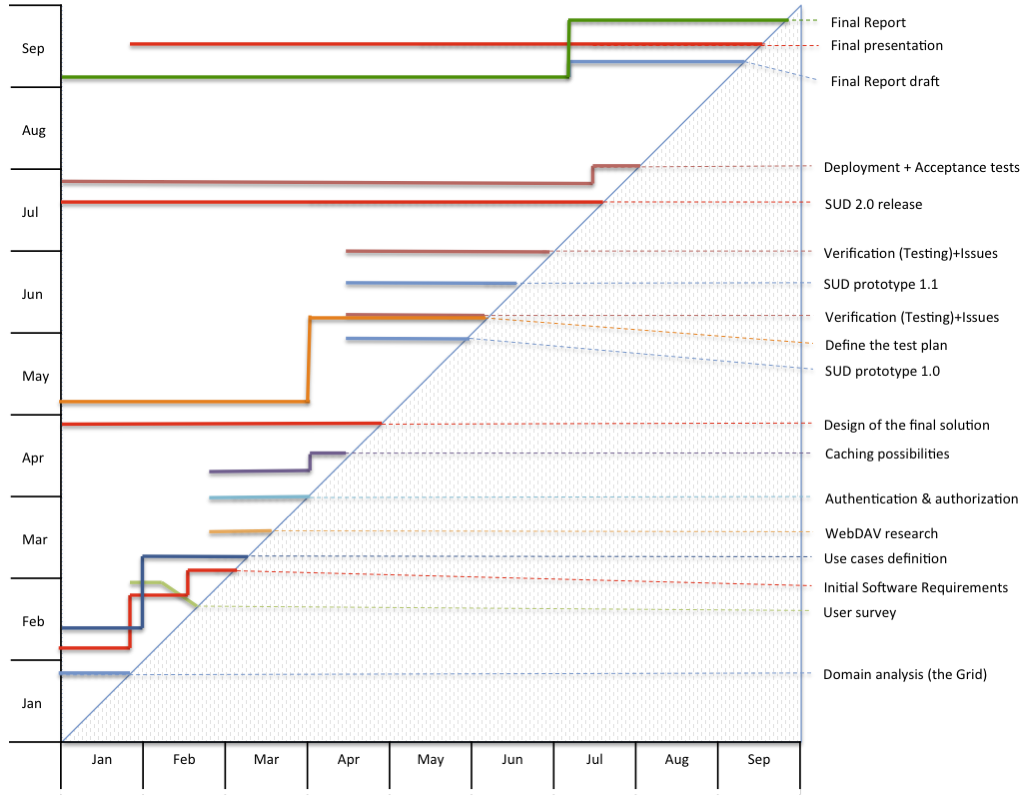 Sep
Aug
Jul
Jun
May
Apr
Mar
Feb
Jan
Final Report
Final presentation
Final Report draft
Deployment + Acceptance tests
SUD 2.0 release
Verification (Testing)+Issues
SUD prototype 1.1
Verification (Testing)+Issues
Define the test plan
SUD prototype 1.0
Design of the final solution
Caching possibilities
Authentication & authorization
WebDAV research
Use cases definition
Initial Software Requirements
User survey
Domain analysis (the Grid)
Jan Feb Mar Apr May Jun Jul Aug Sep